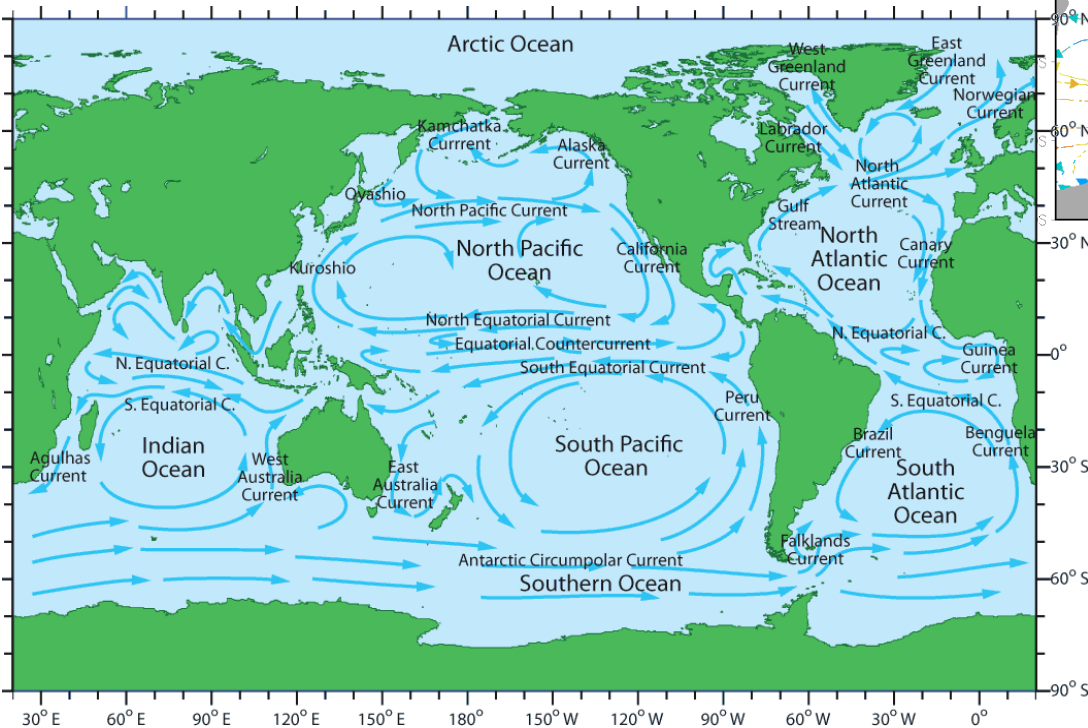 Arctic Ocean
West
Greenland
Current
East
Greenland
Current
Norwegian
Current
Labrador
Current
Kamchatka
Currrent
Alaska
Current
Oyashio
North Pacific Current
North
Atlantic
Current
Gulf
Stream
North
Atlantic
Ocean
Canary
Current
Kuroshio
North Pacific
Ocean
California
Current
North Equatorial Current
Equatorial Countercurrent
South Equatorial Current
N. Equatorial C.
N. Equatorial C.
Guinea
Current
S. Equatorial C.
S. Equatorial C.
Peru
Current
Indian
Ocean
Agulhas
Current
West
Australia
Current
East
Australia
Current
South Pacific
Ocean
Brazil
Current
Benguela
Current
South
Atlantic
Ocean
Falklands
Current
Antarctic Circumpolar Current
Southern Ocean
90° N
60° N
30° N
0°
30° S
60° S
90° S
S
S
S
30° E
60° E
90° E
120° E
150° E
180°
150° W
120° W
90° W
60° W
30° W
0°